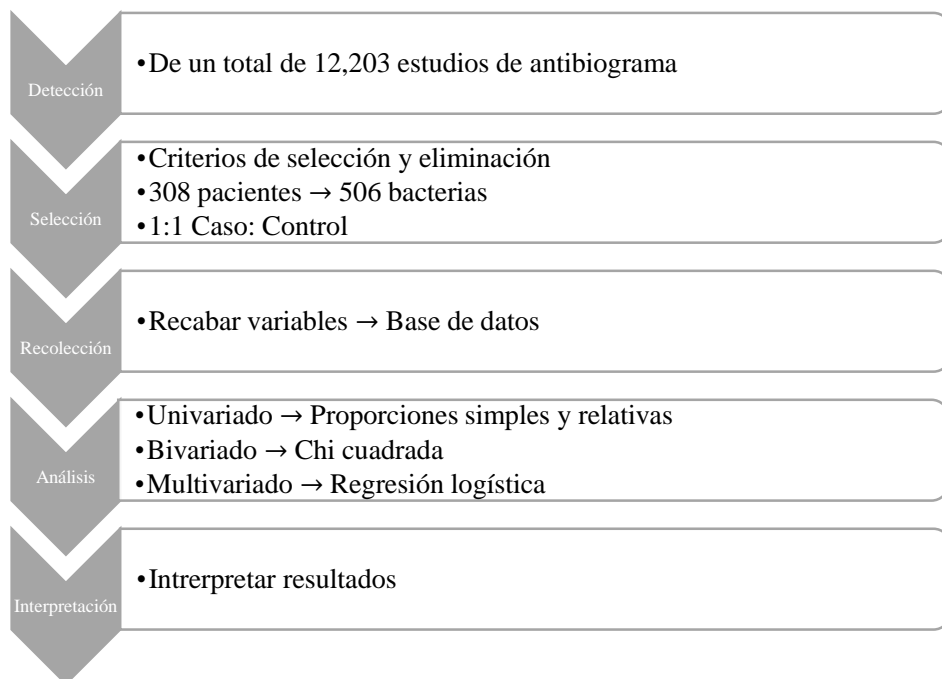 Detección
•De un total de 12,203 estudios de antibiograma
Selección
•Criterios de selección y eliminación
•308 pacientes → 506 bacterias
•1:1 Caso: Control
Recolección
•Recabar variables → Base de datos
Análisis
•Univariado → Proporciones simples y relativas
•Bivariado → Chi cuadrada
•Multivariado → Regresión logística
Interpretación
•Intrerpretar resultados